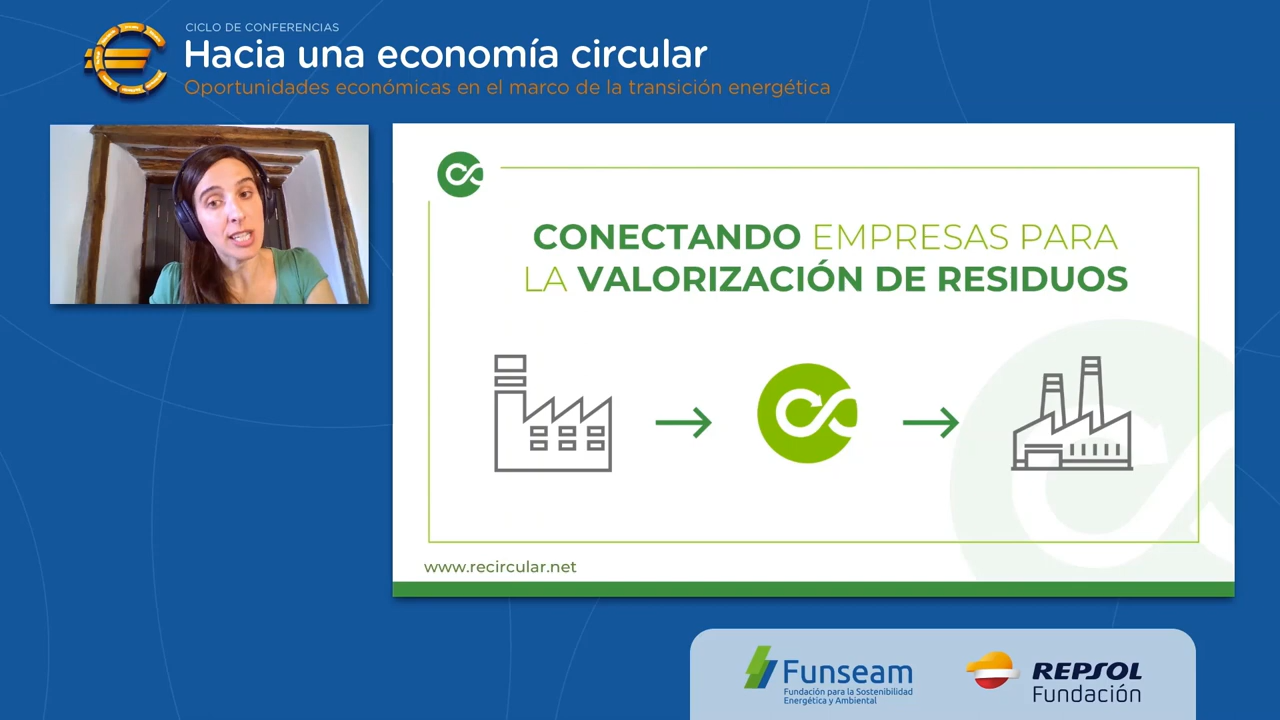 CICLO DE CONFERENCIAS
Hacia una economía circular
Oportunidades económicas en el marco de la transición energética
CONECTANDO EMPRESAS PARA
LA VALORIZACIÓN DE RESIDUOS
www.recircular.net
Funseam
Fundación para la Sostenibilidad
Energética y Ambiental
REPSOL
Fundación